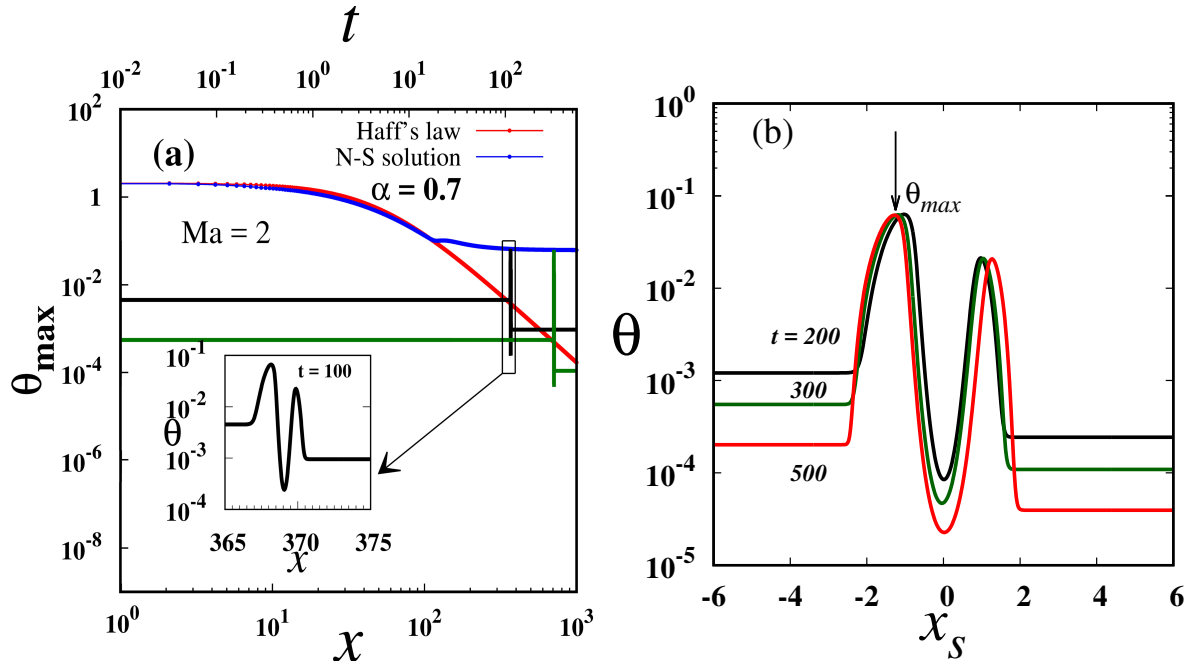 t
10^-2 10^-1 10^0 10^1 10^2
10^2
1
10^-2
10^-4
10^-6
10^-8
θmax
(a)
Haff's law
N-S solution
α = 0.7
Ma = 2
10^-1
10^-2
10^-3
10^-4
θ
t = 100
365 370 375
x
10^0 10^1 10^2 10^3
x
(b)
10^0
10^-1
10^-2
10^-3
10^-4
10^-5
θ
θmax
t = 200
300
500
-6 -4 -2 0 2 4 6
xs